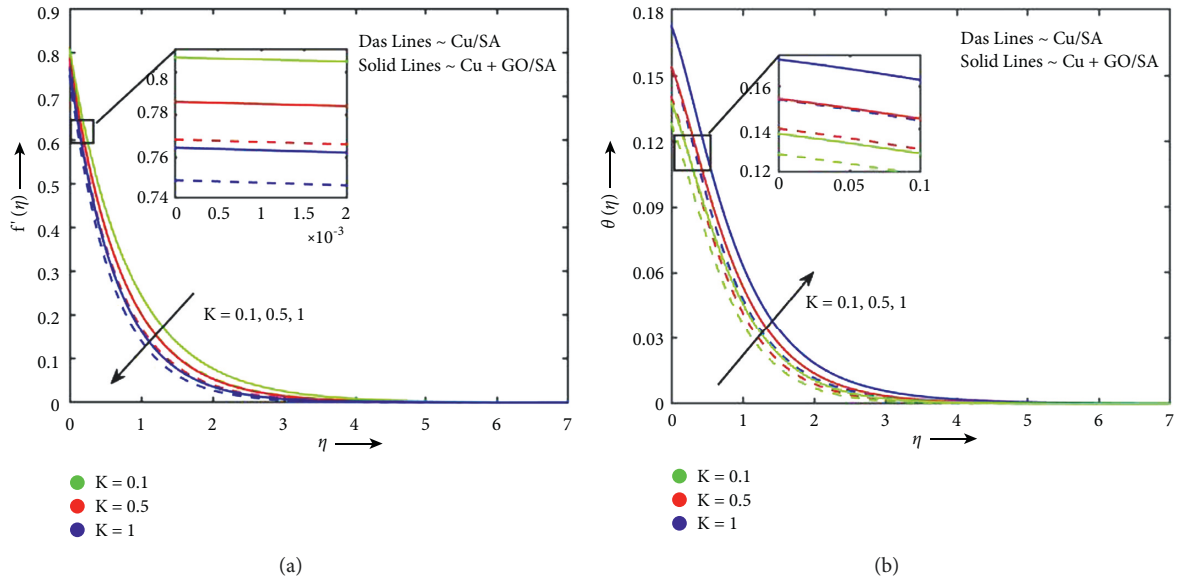 0.9
0.8
0.7
0.6
0.5
0.4
0.3
0.2
0.1
0
f′(η)
0 1 2 3 4 5 6 7
η
Das Lines ~ Cu/SA
Solid Lines ~ Cu + GO/SA
0.8
0.78
0.76
0.74
0 0.5 1 1.5 2
×10⁻³
K = 0.1, 0.5, 1
K = 0.1
K = 0.5
K = 1
(a)
0.18
0.15
0.12
0.09
0.06
0.03
0
θ(η)
0 1 2 3 4 5 6 7
η
Das Lines ~ Cu/SA
Solid Lines ~ Cu + GO/SA
0.16
0.14
0.12
0 0.05 0.1
K = 0.1, 0.5, 1
K = 0.1
K = 0.5
K = 1
(b)